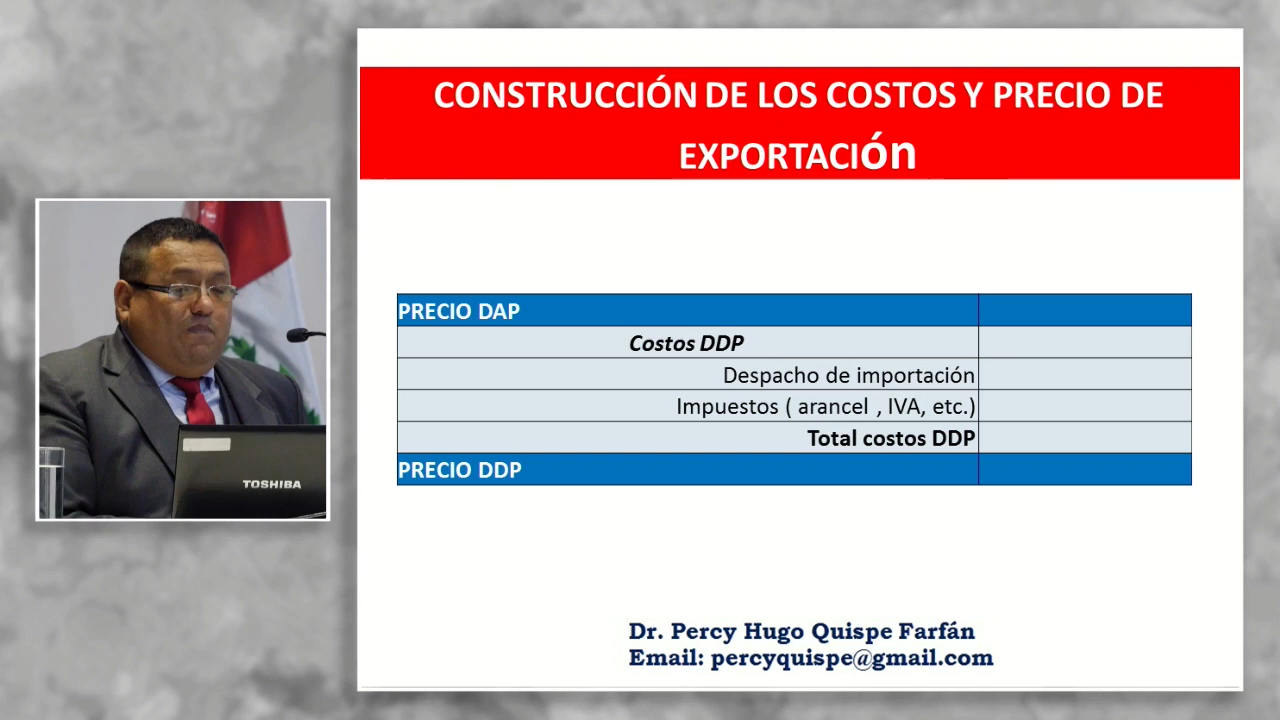 CONSTRUCCIÓN DE LOS COSTOS Y PRECIO DE
EXPORTACIón
PRECIO DAP
Costos DDP
Despacho de importación
Impuestos ( arancel , IVA, etc.)
Total costos DDP
PRECIO DDP
TOSHIBA
Dr. Percy Hugo Quispe Farfán
Email: percyquispe@gmail.com